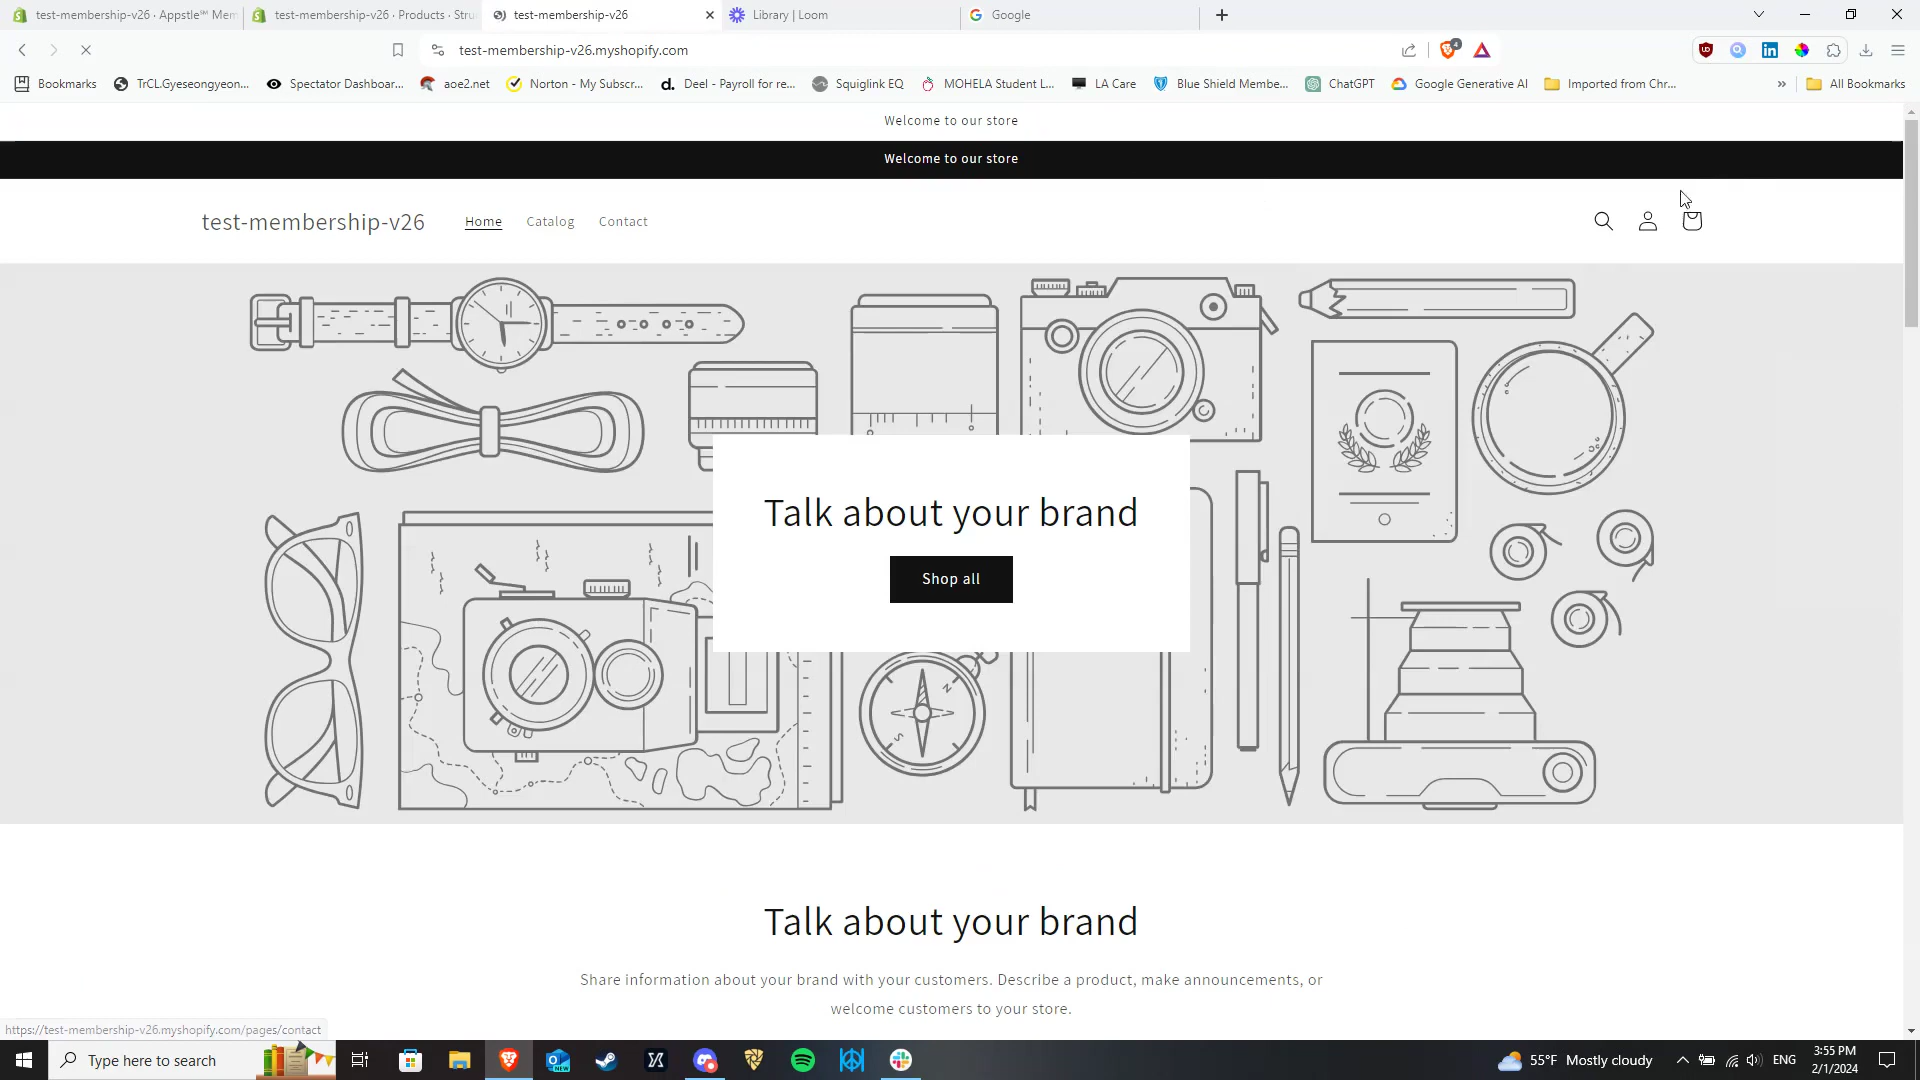 test-membership-v26 · Appstle℠ Mem
test-membership-v26 · Products · Stru
test-membership-v26
Library | Loom
Google
test-membership-v26.myshopify.com
Bookmarks
TrCL.Gyeseongyeon...
Spectator Dashboar...
aoe2.net
Norton - My Subscr...
Deel - Payroll for re...
Squiglink EQ
MOHELA Student L...
LA Care
Blue Shield Membe...
ChatGPT
Google Generative AI
Imported from Chr...
All Bookmarks
Welcome to our store
Welcome to our store
test-membership-v26
Home
Catalog
Contact
Talk about your brand
Shop all
N
S
Talk about your brand
Share information about your brand with your customers. Describe a product, make announcements, or
welcome customers to your store.
https://test-membership-v26.myshopify.com/pages/contact
Type here to search
55°F Mostly cloudy
ENG
3:55 PM
2/1/2024